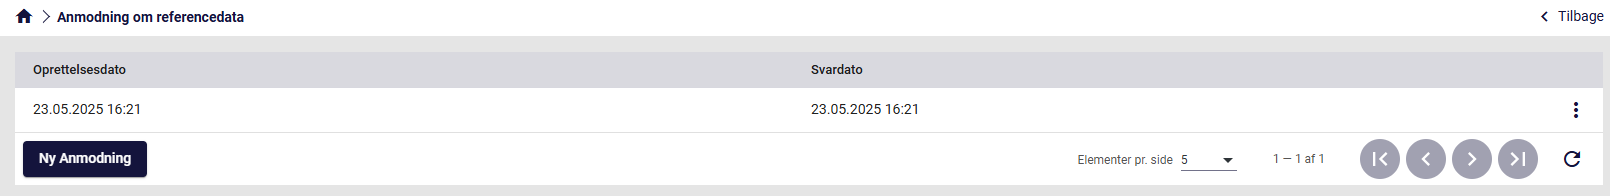 Anmodning om referencedata
Tilbage
Oprettelsesdato Svardato
23.05.2025 16:21 23.05.2025 16:21
Ny Anmodning Elementer pr. side 5 1 – 1 af 1